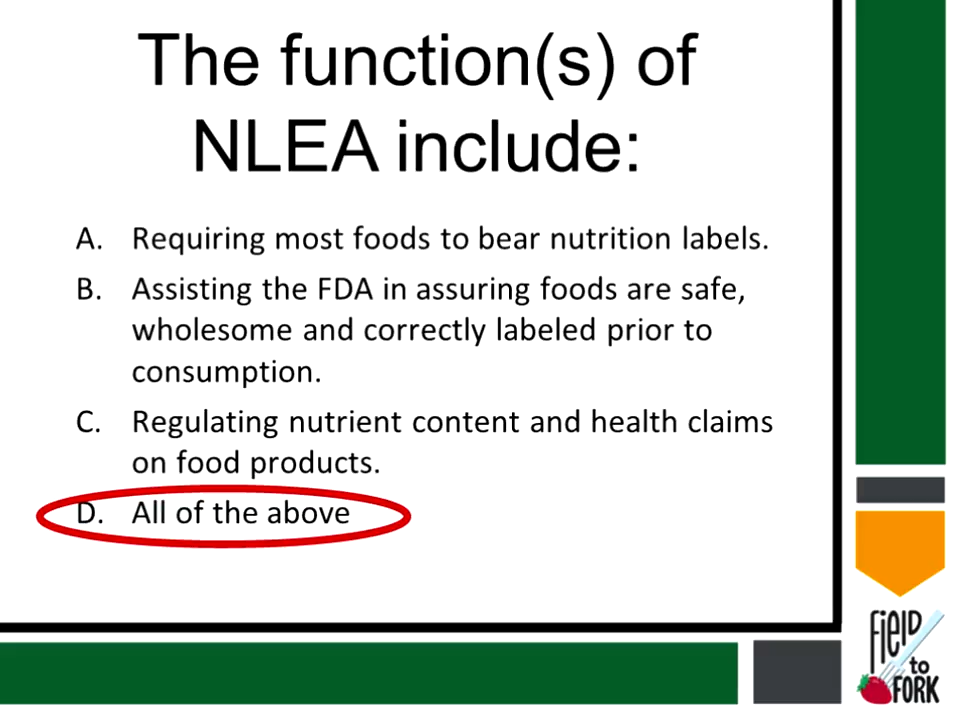 The function(s) of
NLEA include:
A. Requiring most foods to bear nutrition labels.
B. Assisting the FDA in assuring foods are safe,
wholesome and correctly labeled prior to
consumption.
C. Regulating nutrient content and health claims
on food products.
D. All of the above
FiElD
to
FORK